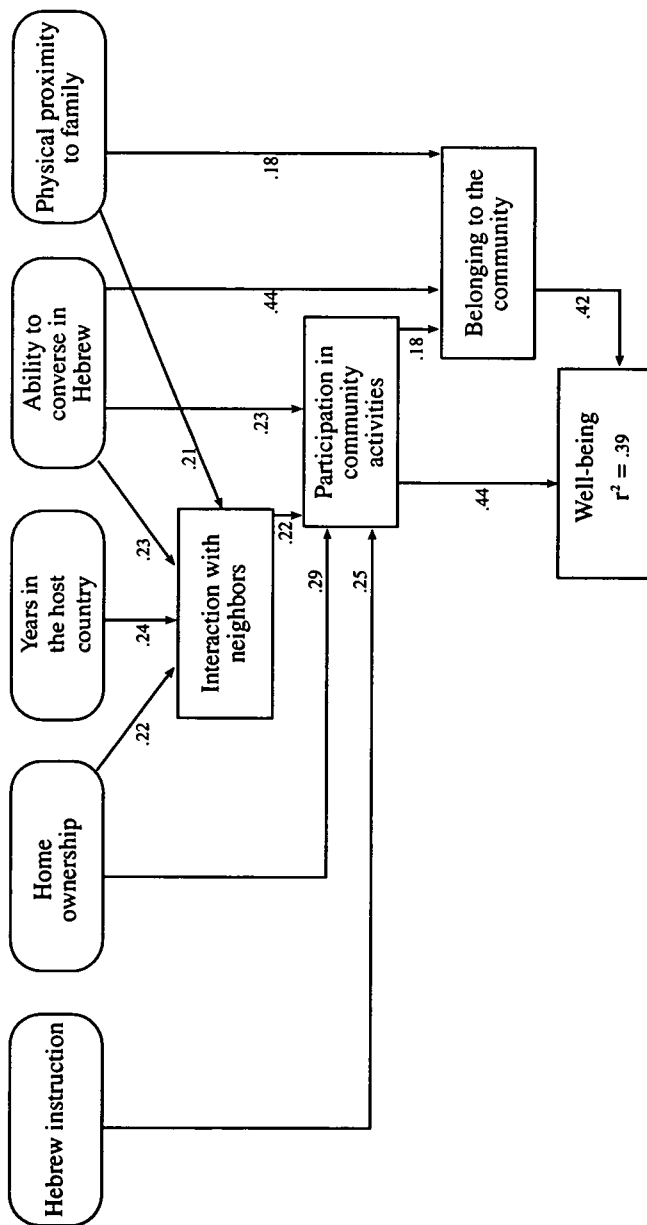 Hebrew instruction
Home
ownership
Years in
the host
country
Ability to
converse in
Hebrew
Physical proximity
to family
.22
.24
.23
.21
Interaction with
neighbors
.22
.29
.25
.23
.44
.18
Participation in
community
activities
.18
Belonging to the
community
.44
.42
Well-being
r² = .39